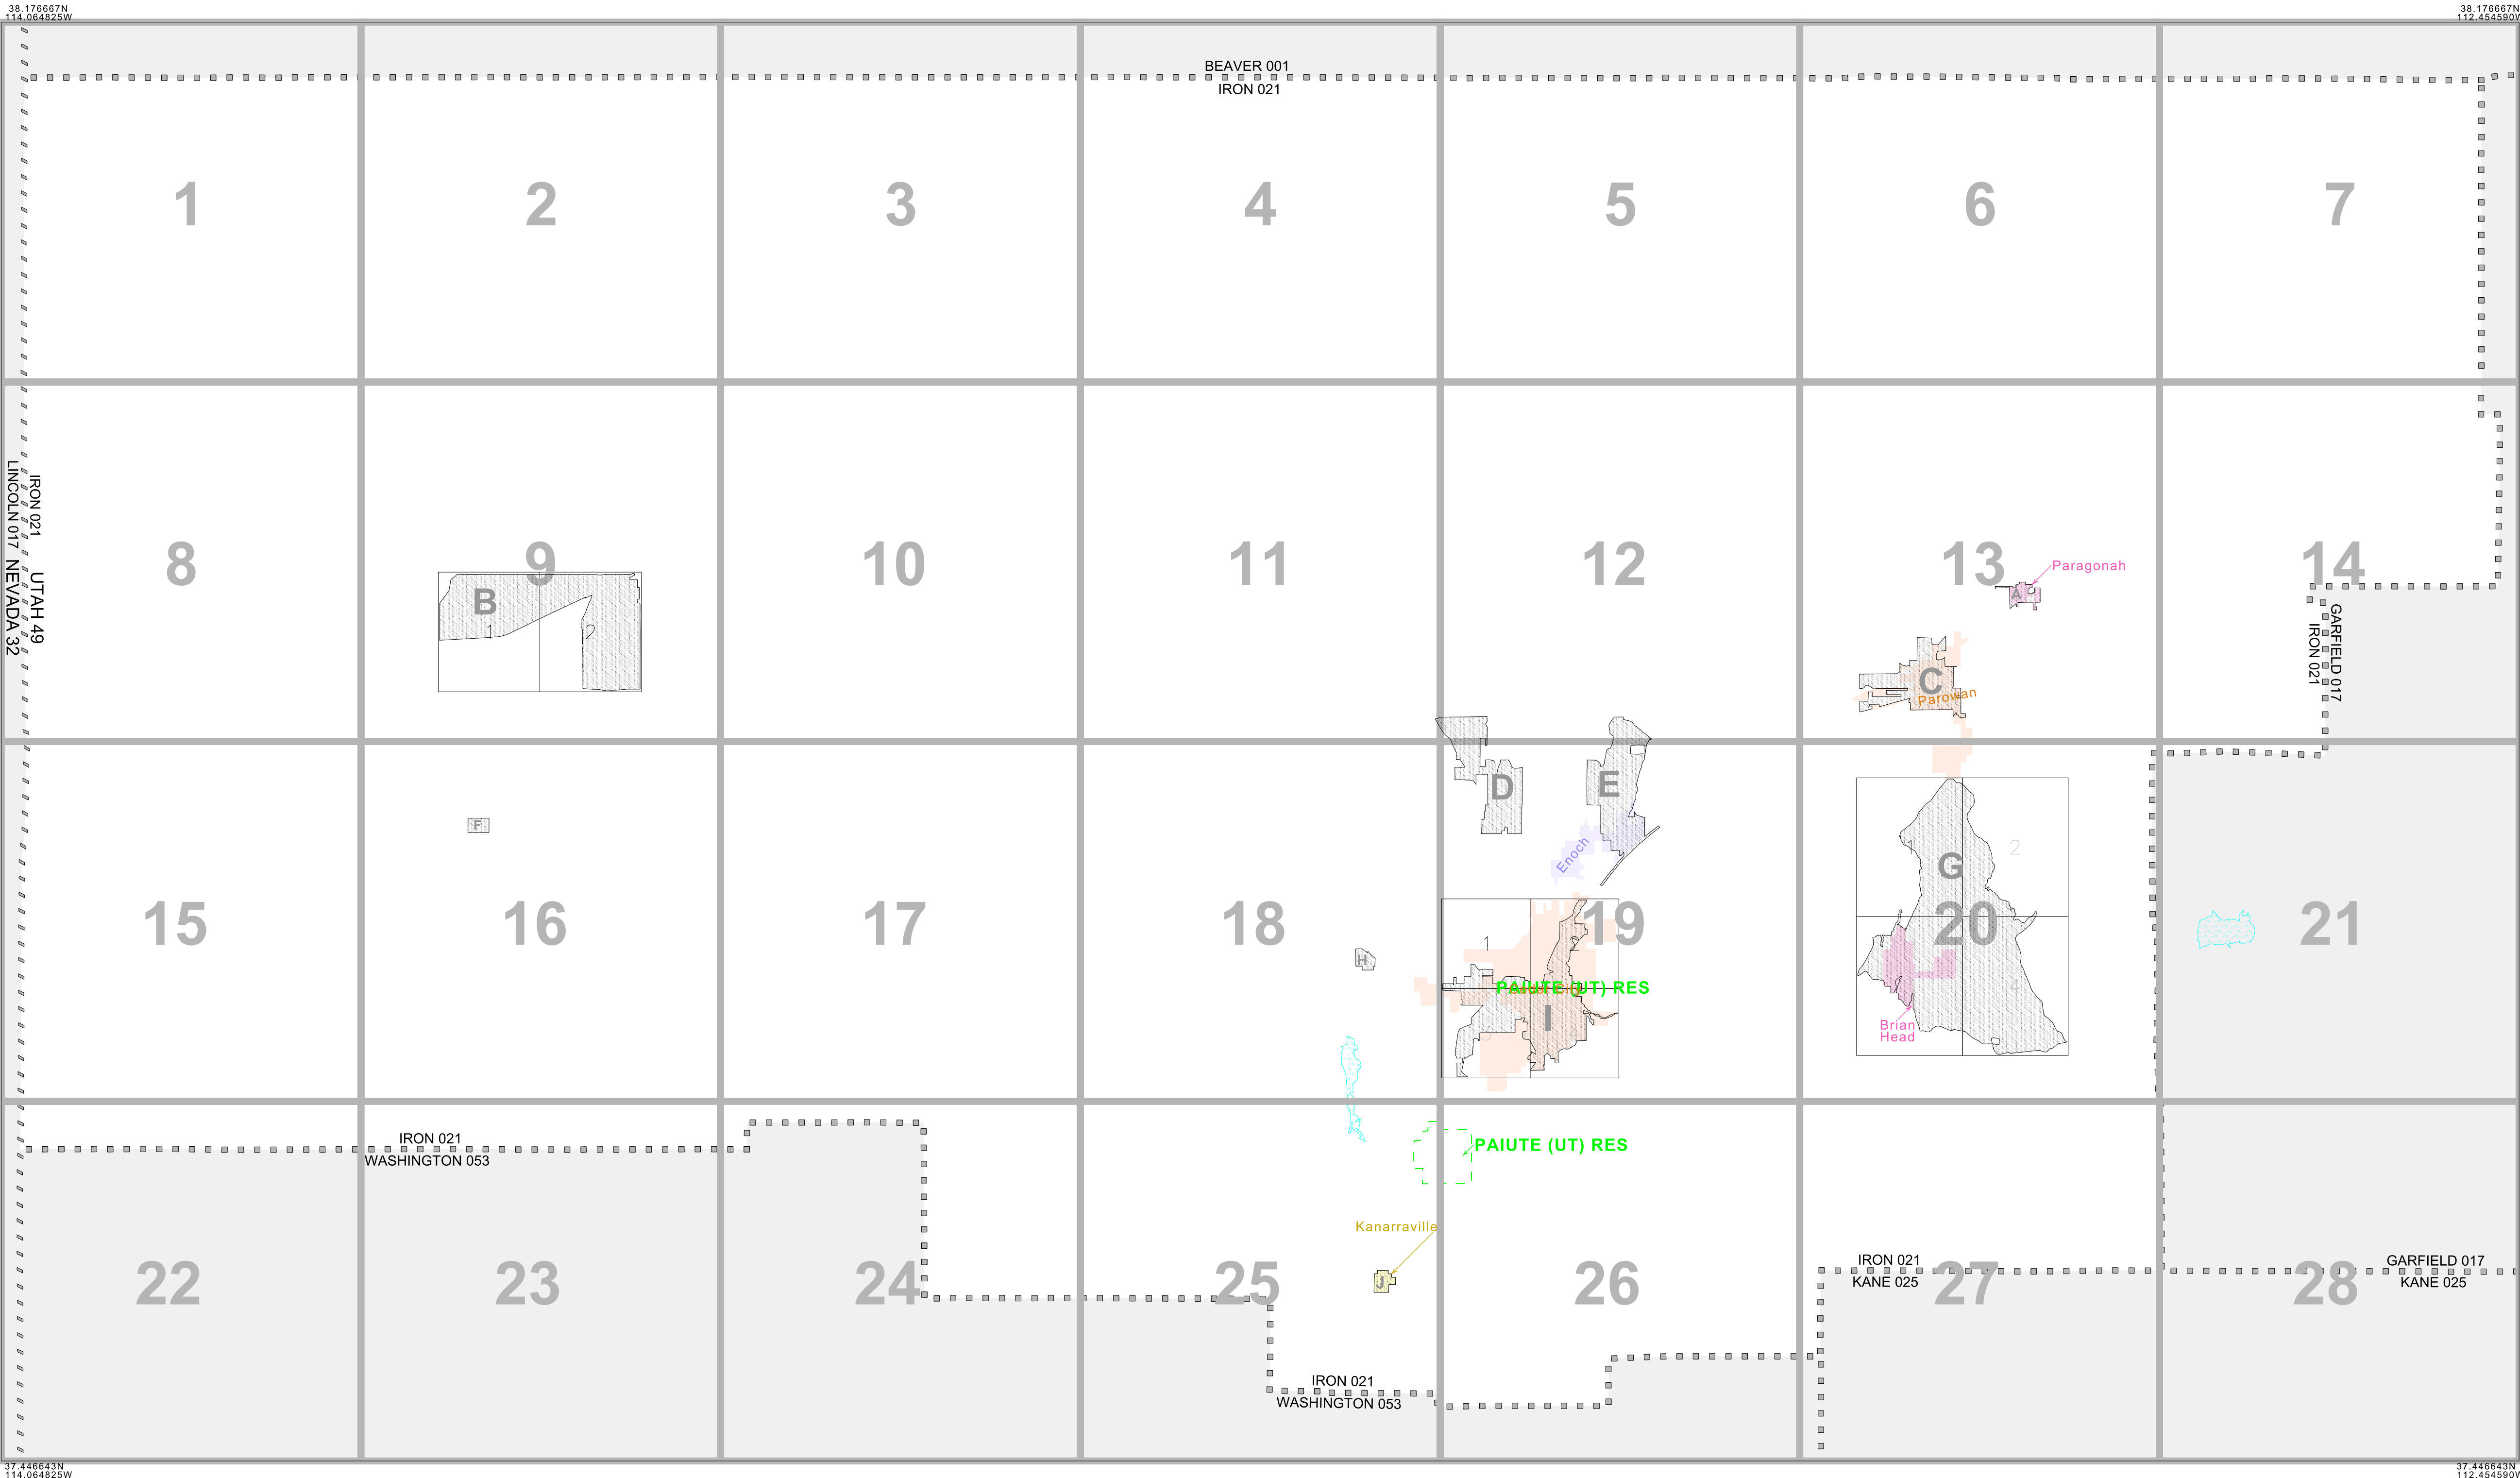 38.176667N
114.064825W
38.176667N
112.454590W
BEAVER 001
IRON 021
1
2
3
4
5
6
7
LINCOLN 017
IRON 021
NEVADA 32
UTAH 49
8
9
10
11
12
13
14
B
1
2
Paragonah
A
C
Parowan
GARFIELD 017
IRON 021
D
E
F
Enoch
G
1
2
3
4
15
16
17
18
19
20
21
H
1
2
PAIUTE (UT) RES
I
3
4
Brian
Head
IRON 021
WASHINGTON 053
PAIUTE (UT) RES
Kanarraville
J
22
23
24
25
26
27
28
IRON 021
KANE 025
GARFIELD 017
KANE 025
IRON 021
WASHINGTON 053
37.446643N
114.064825W
37.446643N
112.454590W